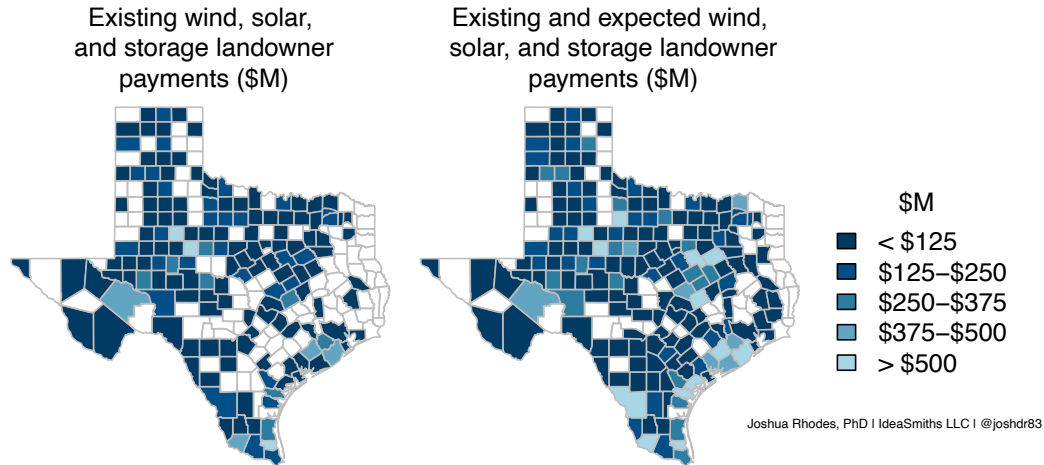 Existing wind, solar,
and storage landowner
payments ($M)
Existing and expected wind,
solar, and storage landowner
payments ($M)
$M
< $125
$125–$250
$250–$375
$375–$500
> $500
Joshua Rhodes, PhD | IdeaSmiths LLC | @joshdr83